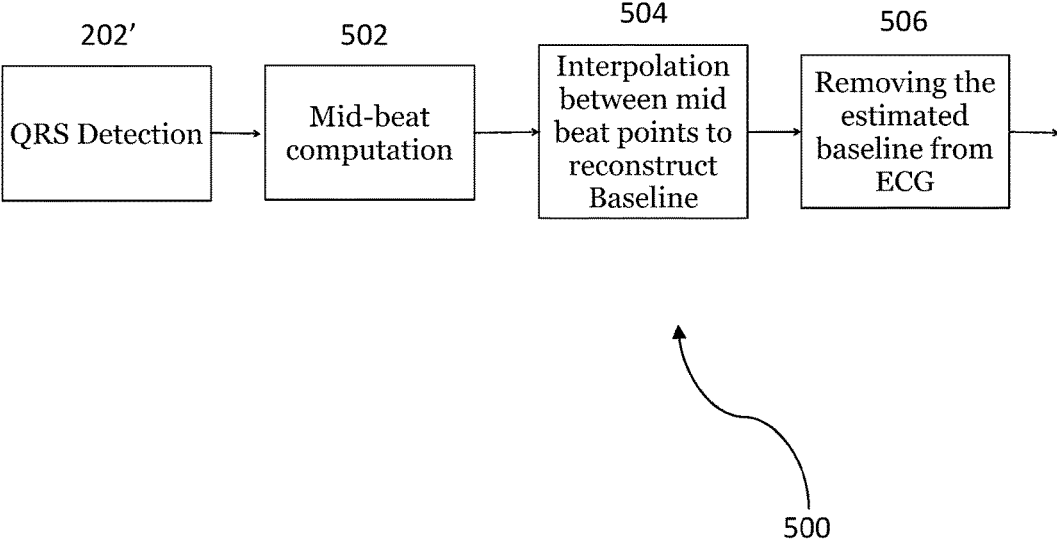 202’
502
504
506
QRS Detection
Mid-beat
computation
Interpolation
between mid
beat points to
reconstruct
Baseline
Removing the
estimated
baseline from
ECG
500